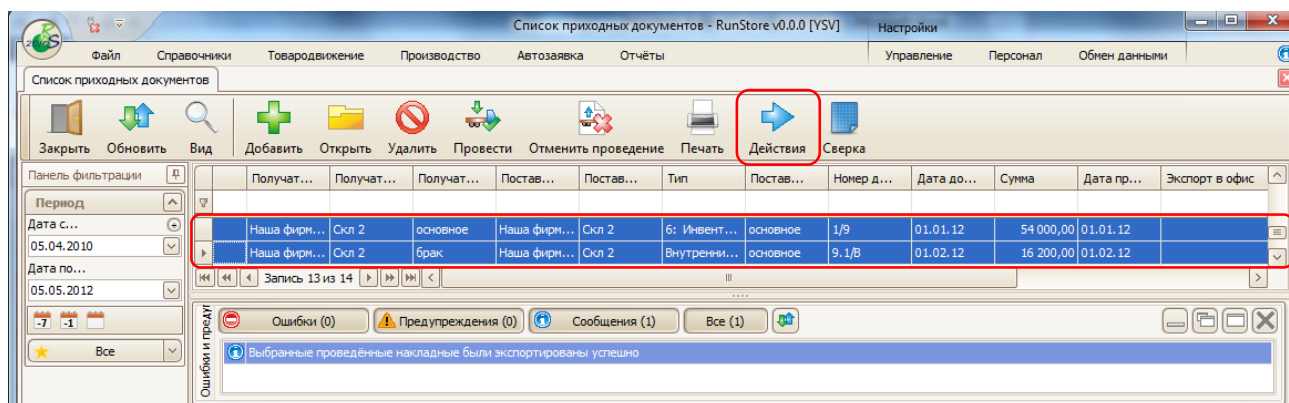 Список приходных документов - RunStore v0.0.0 [YSV] Настройки
Файл Справочники Товародвижение Производство Автозаявка Отчёты Управление Персонал Обмен данными
Список приходных документов
Закрыть Обновить Вид Добавить Открыть Удалить Провести Отменить проведение Печать Действия Сверка
Панель фильтрации
Получат... Получат... Получат... Постав... Постав... Тип Постав... Номер д... Дата до... Сумма Дата пр... Экспорт в офис
Период
Дата с...
Наша фирм... Скл 2 основное Наша фирм... Скл 2 6: Инвент... основное 1/9 01.01.12 54 000,00 01.01.12
05.04.2010
Наша фирм... Скл 2 брак Наша фирм... Скл 2 Внутренни... основное 9.1/В 01.02.12 16 200,00 01.02.12
Дата по...
Запись 13 из 14
05.05.2012
-7 -1
Ошибки и предуг
Ошибки (0) Предупреждения (0) Сообщения (1) Все (1)
Все
Выбранные проведённые накладные были экспортированы успешно